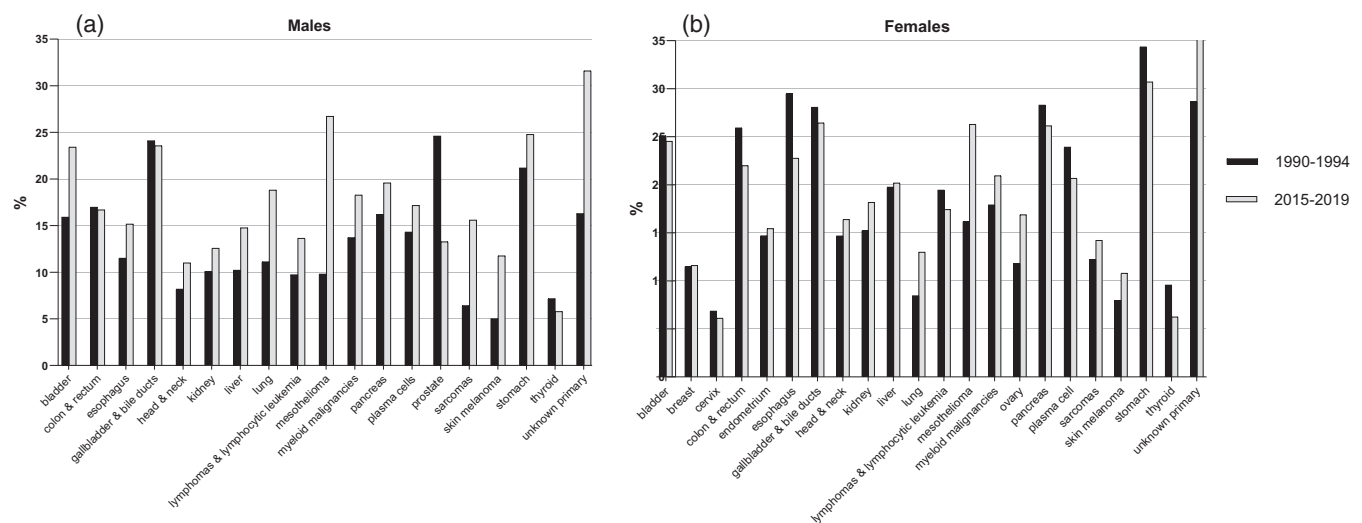 (a)
Males
35
30
25
20
15
10
5
0
%
bladder
colon & rectum
esophagus
gallbladder & bile ducts
head & neck
kidney
liver
lung
lymphomas & lymphocytic leukemia
mesothelioma
myeloid malignancies
pancreas
plasma cells
prostate
sarcomas
skin melanoma
stomach
thyroid
unknown primary
(b)
Females
35
30
25
2
1
1
%
bladder
breast
cervix
colon & rectum
endometrium
esophagus
gallbladder & bile ducts
head & neck
kidney
liver
lung
lymphomas & lymphocytic leukemia
mesothelioma
myeloid malignancies
ovary
pancreas
plasma cell
sarcomas
skin melanoma
stomach
thyroid
unknown primary
1990-1994
2015-2019